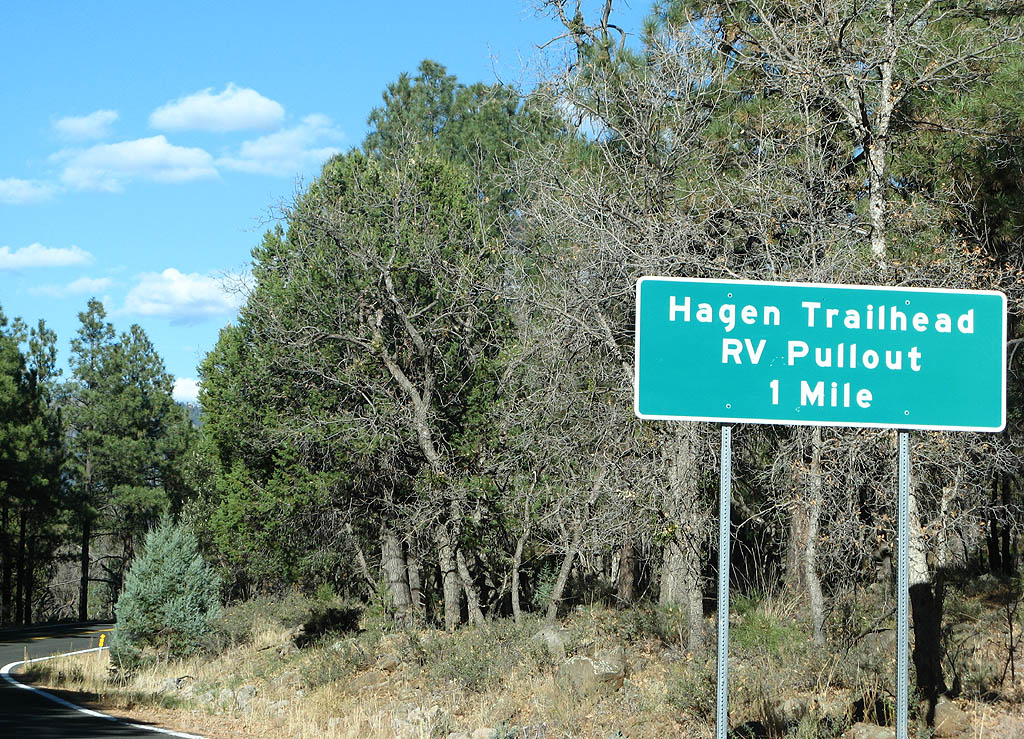 Hagen Trailhead
RV Pullout
1 Mile